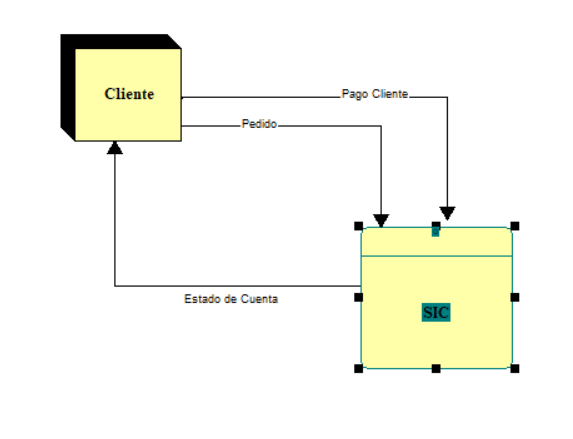 Cliente
Pago Cliente
Pedido
Estado de Cuenta
SIC